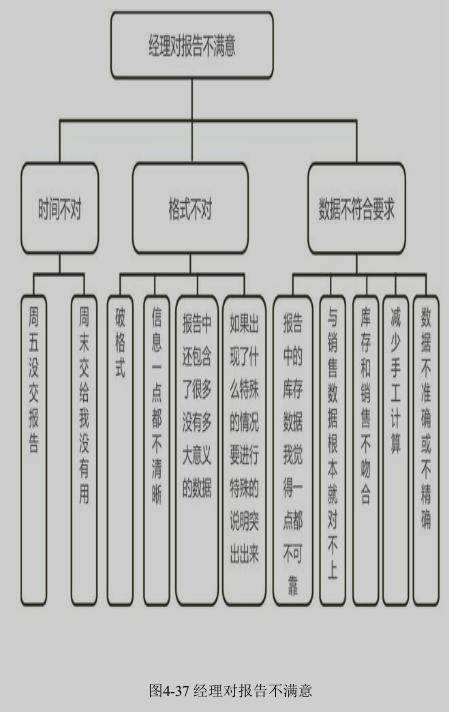 经理对报告不满意
时间不对
格式不对
数据不符合要求
周五没交报告
周末交给我没有用
破格式
信息一点都不清晰
报告中
还包含
了很多
没有多
大意义
的数据
如果出
现了什
么特殊
的情况
要进行
特殊的
说明突
出出来
报告
中的
库存
数据
我觉
得一
点都
不可
靠
与销售数据根本就对不上
库存和销售不吻合
减少手工计算
数据不准确或不精确
图4-37 经理对报告不满意